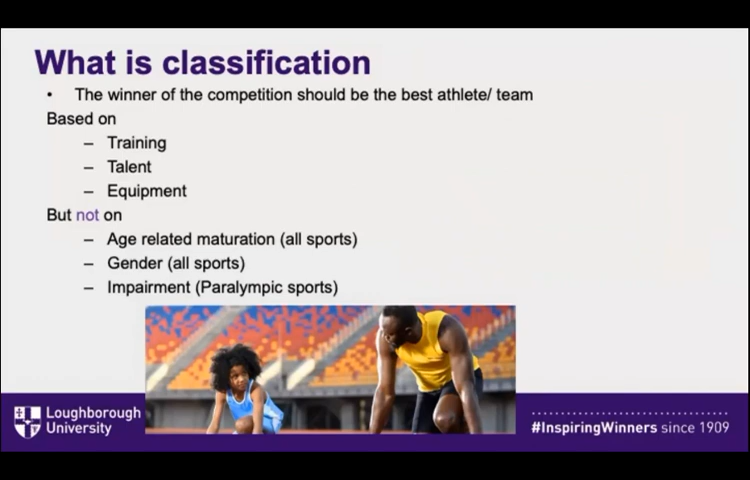 What is classification
• The winner of the competition should be the best athlete/ team
Based on
– Training
– Talent
– Equipment
But not on
– Age related maturation (all sports)
– Gender (all sports)
– Impairment (Paralympic sports)
Loughborough
University
#InspiringWinners since 1909